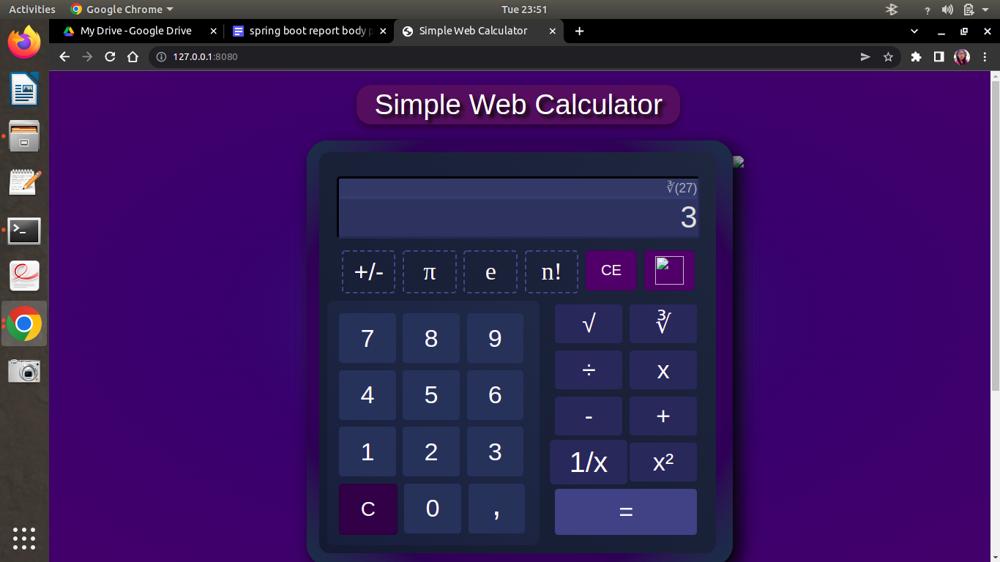 Activities Google Chrome Tue 23:51
My Drive - Google Drive spring boot report body Simple Web Calculator
127.0.0.1:8080
Simple Web Calculator
∛(27)
3
+/- π e n! CE
7 8 9 √ ∛
4 5 6 ÷ x
1 2 3 - +
1/x x²
C 0 , =